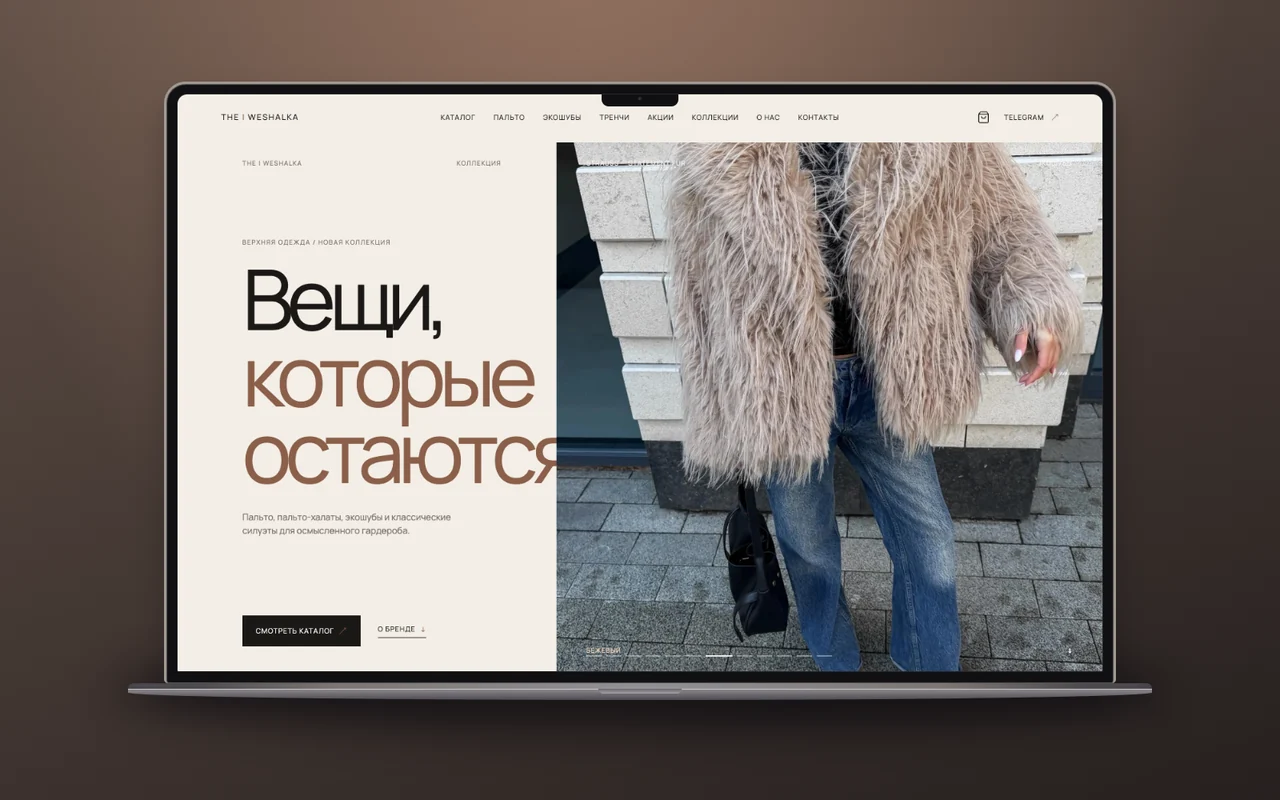 THE | WESHALKA
КАТАЛОГ ПАЛЬТО ЭКОШУБЫ ТРЕНЧИ АКЦИИ КОЛЛЕКЦИИ О НАС КОНТАКТЫ
TELEGRAM ↗
THE | WESHALKA КОЛЛЕКЦИЯ
ВЕРХНЯЯ ОДЕЖДА / НОВАЯ КОЛЛЕКЦИЯ
Вещи,
которые
остаются
Пальто, пальто-халаты, экошубы и классические
силуэты для осмысленного гардероба.
СМОТРЕТЬ КАТАЛОГ ↗
О БРЕНДЕ ↓
БЕЖЕВЫЙ